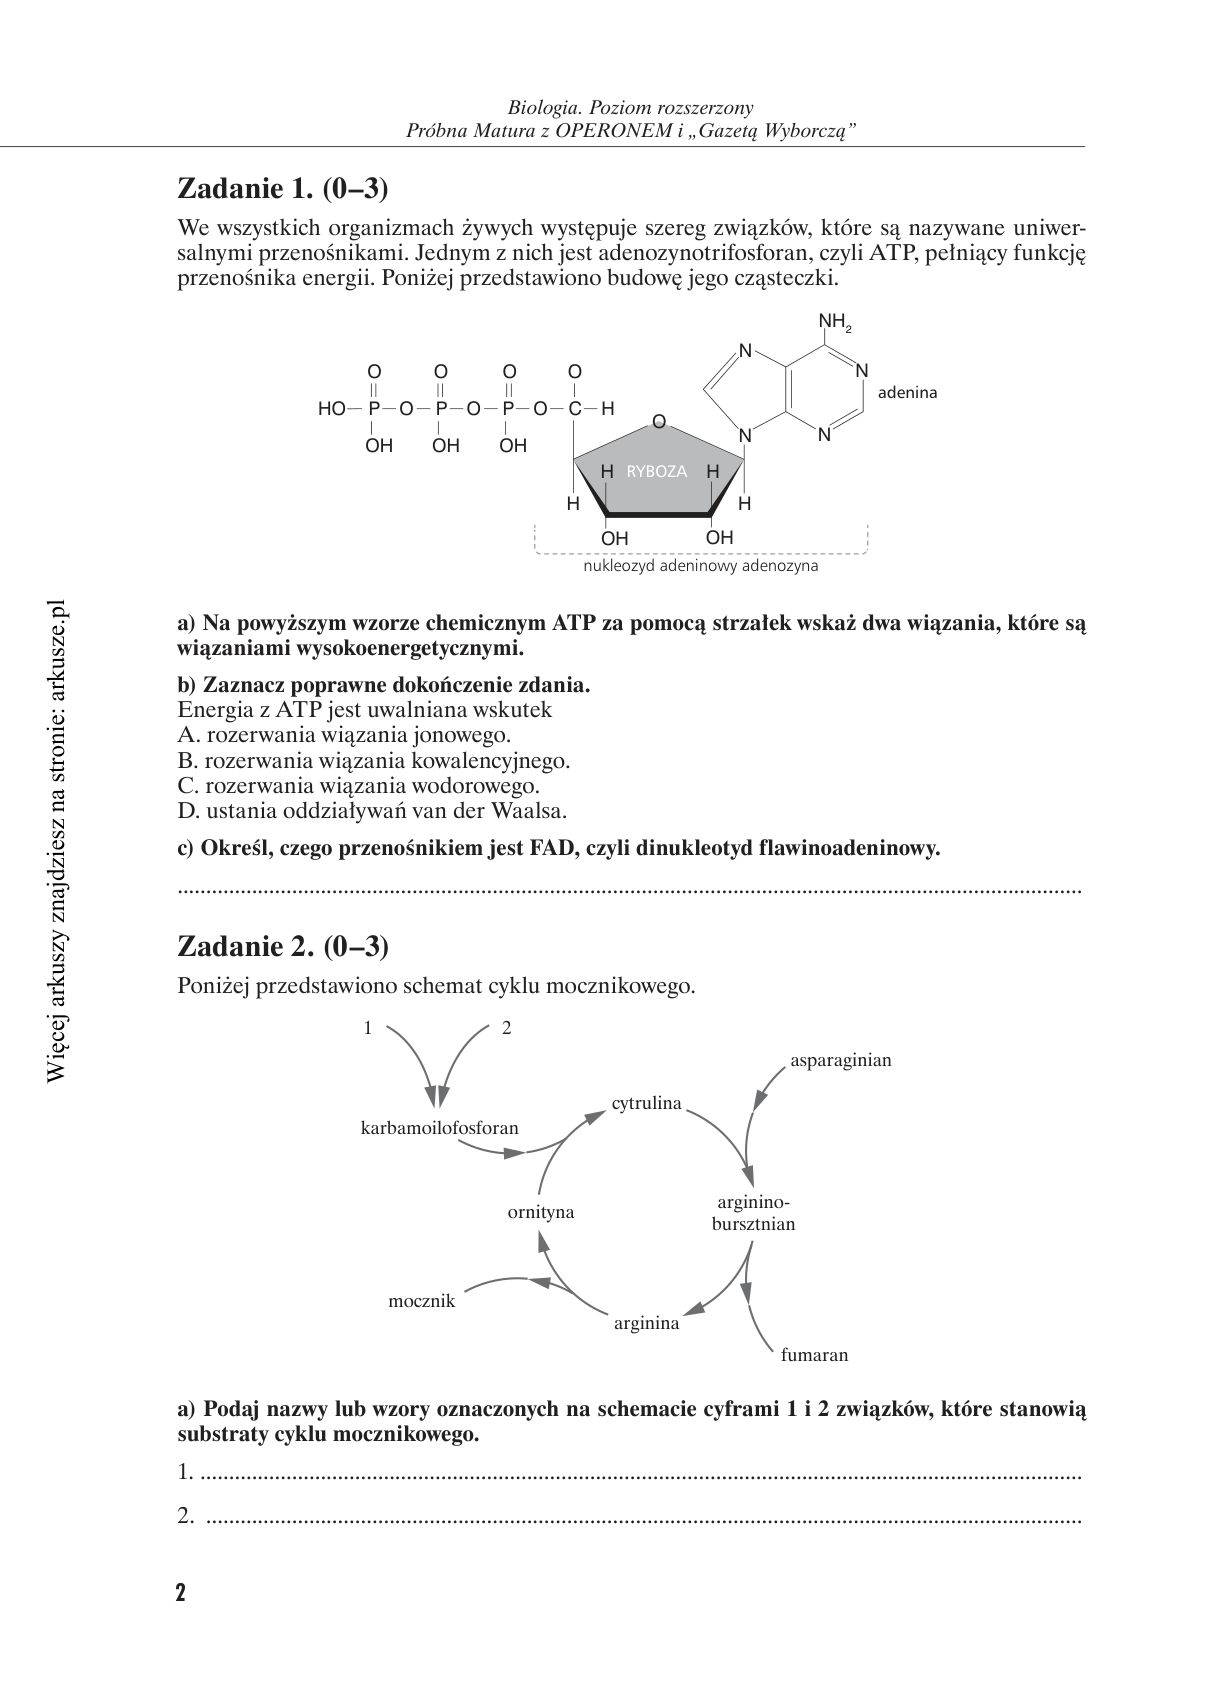 Biologia. Poziom rozszerzony
Próbna Matura z OPERONEM i „Gazetą Wyborczą”
Zadanie 1. (0–3)
We wszystkich organizmach żywych występuje szereg związków, które są nazywane uniwer-
salnymi przenośnikami. Jednym z nich jest adenozynotrifosforan, czyli ATP, pełniący funkcję
przenośnika energii. Poniżej przedstawiono budowę jego cząsteczki.
NH2
N
N
adenina
O O O O
HO P O P O P O C H
O
N
N
OH OH OH
H RYBOZA H
H H
OH OH
nukleozyd adeninowy adenozyna
a) Na powyższym wzorze chemicznym ATP za pomocą strzałek wskaż dwa wiązania, które są
wiązaniami wysokoenergetycznymi.
b) Zaznacz poprawne dokończenie zdania.
Energia z ATP jest uwalniana wskutek
A. rozerwania wiązania jonowego.
B. rozerwania wiązania kowalencyjnego.
C. rozerwania wiązania wodorowego.
D. ustania oddziaływań van der Waalsa.
c) Określ, czego przenośnikiem jest FAD, czyli dinukleotyd flawinoadeninowy.
Zadanie 2. (0–3)
Poniżej przedstawiono schemat cyklu mocznikowego.
1 2
asparaginian
cytrulina
karbamoilofosforan
arginino-
bursztnian
ornityna
mocznik
arginina
fumaran
a) Podaj nazwy lub wzory oznaczonych na schemacie cyframi 1 i 2 związków, które stanowią
substraty cyklu mocznikowego.
1.
2.
2
Więcej arkuszy znajdziesz na stronie: arkusze.pl